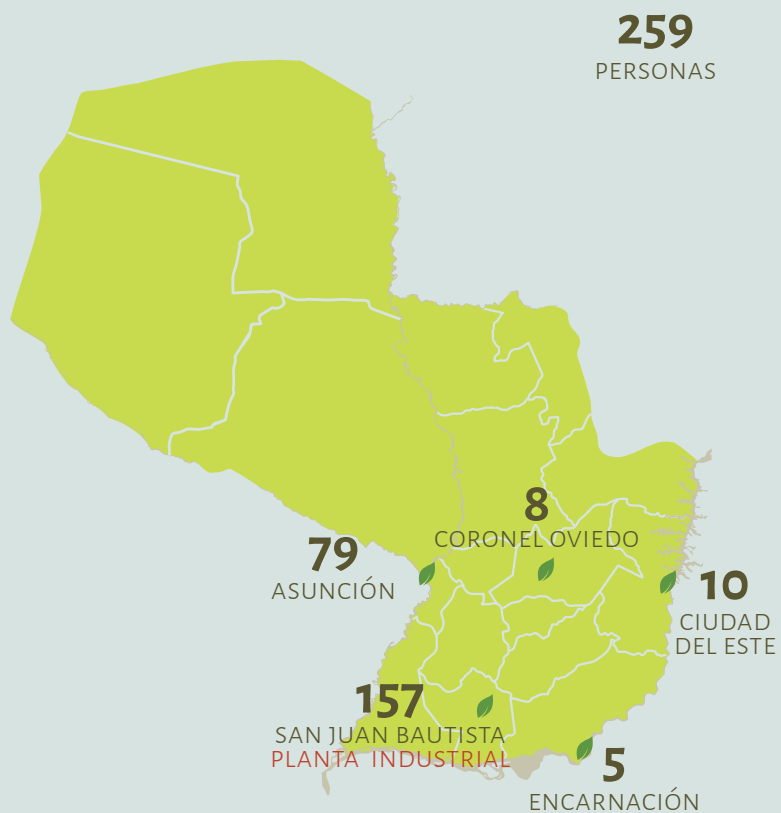 259
PERSONAS
8
CORONEL OVIEDO
79
ASUNCIÓN
10
CIUDAD
DEL ESTE
157
SAN JUAN BAUTISTA
PLANTA INDUSTRIAL
5
ENCARNACIÓN